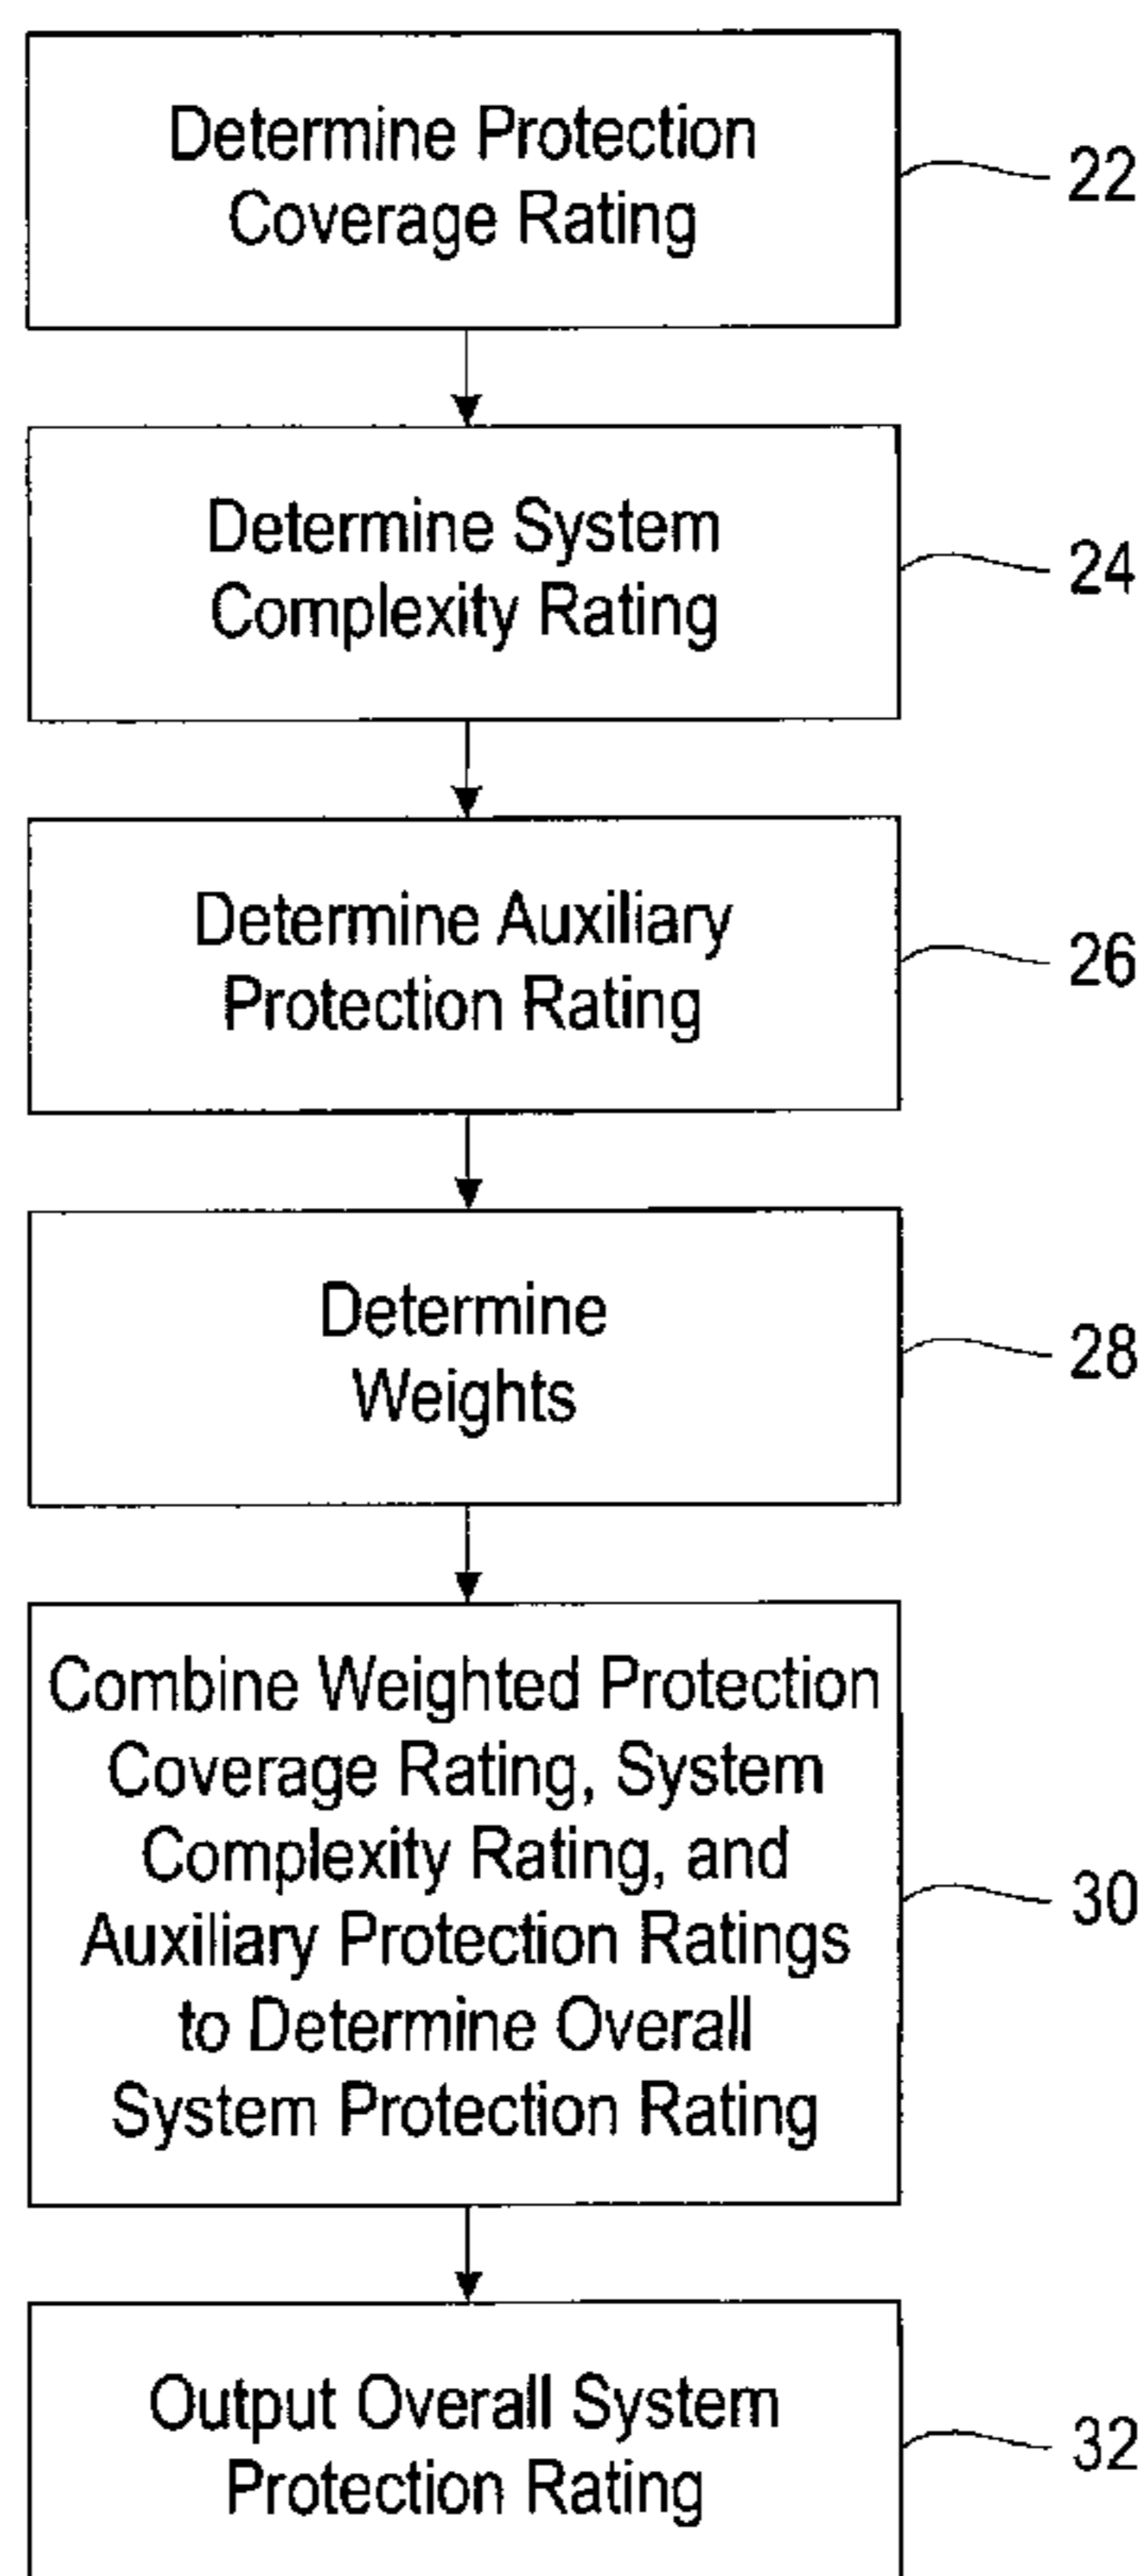 Determine Protection
Coverage Rating
22
Determine System
Complexity Rating
24
Determine Auxiliary
Protection Rating
26
Determine
Weights
28
Combine Weighted Protection
Coverage Rating, System
Complexity Rating, and
Auxiliary Protection Ratings
to Determine Overall
System Protection Rating
30
Output Overall System
Protection Rating
32